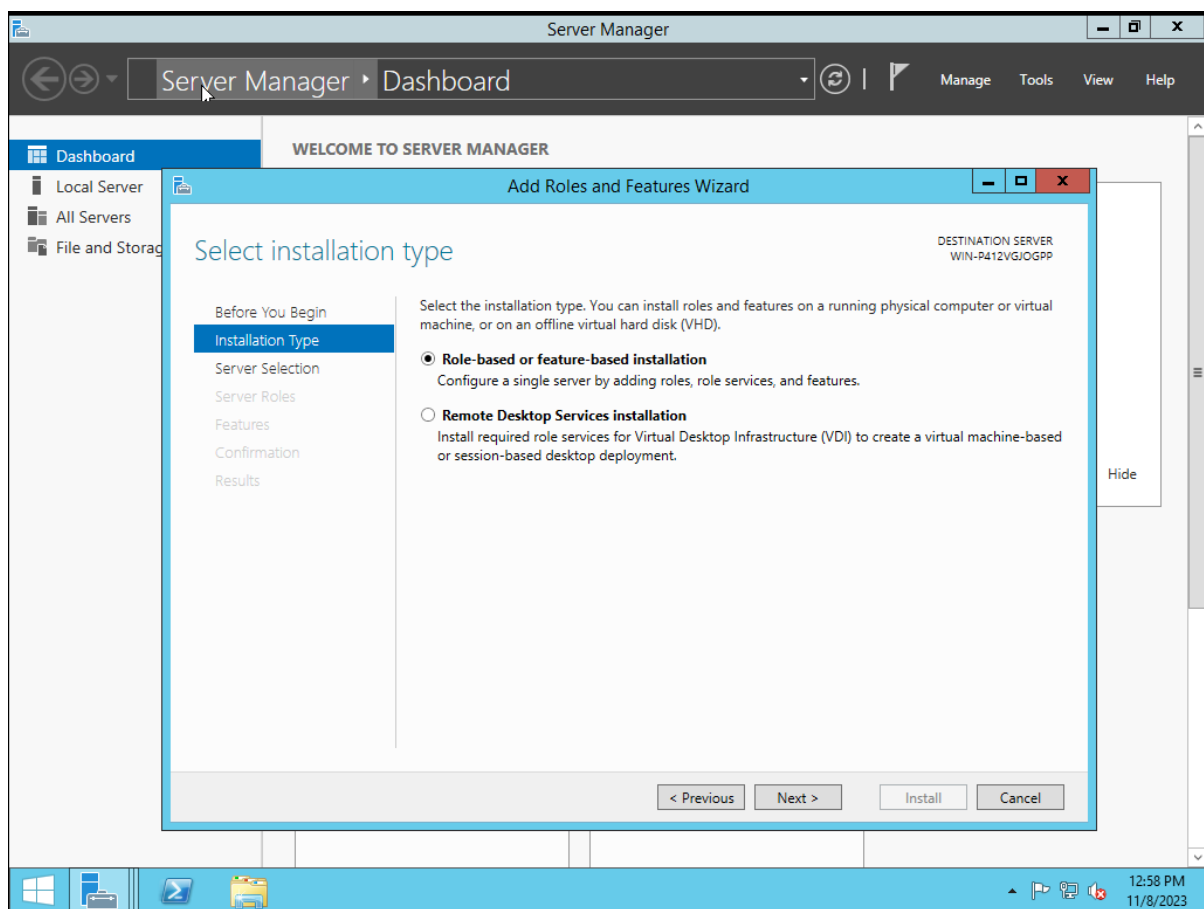 Server Manager
Server Manager
Dashboard
Manage
Tools
View
Help
Dashboard
Local Server
All Servers
File and Storag
WELCOME TO SERVER MANAGER
Hide
Add Roles and Features Wizard
Select installation type
DESTINATION SERVER
WIN-P412VGJOGPP
Before You Begin
Installation Type
Server Selection
Server Roles
Features
Confirmation
Results
Select the installation type. You can install roles and features on a running physical computer or virtual
machine, or on an offline virtual hard disk (VHD).
Role-based or feature-based installation
Configure a single server by adding roles, role services, and features.
Remote Desktop Services installation
Install required role services for Virtual Desktop Infrastructure (VDI) to create a virtual machine-based
or session-based desktop deployment.
< Previous
Next >
Install
Cancel
12:58 PM
11/8/2023